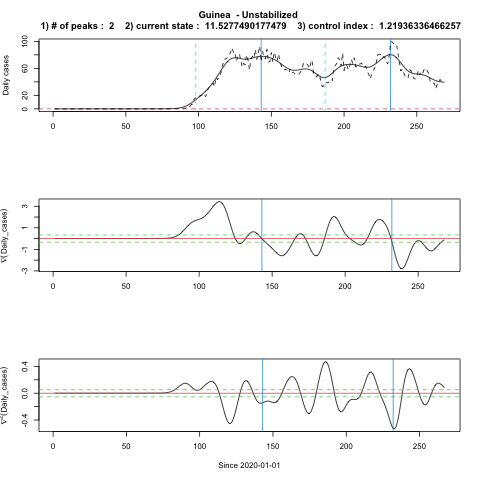 Guinea - Unstabilized
1) # of peaks : 2 2) current state : 11.5277490177479 3) control index : 1.21936336466257
Daily cases
100
60
20
0
0 50 100 150 200 250
∇(Daily_cases)
3
1
-1
-3
0 50 100 150 200 250
∇²(Daily_cases)
0.4
0.0
-0.4
0 50 100 150 200 250
Since 2020-01-01